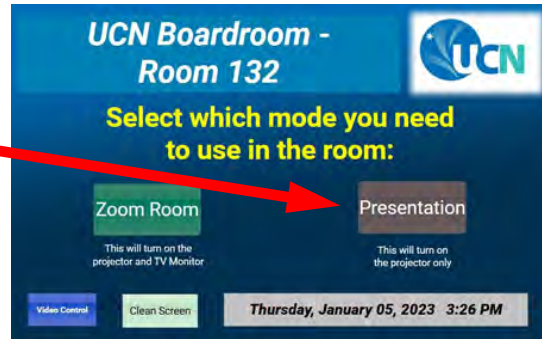 UCN Boardroom -
Room 132
UCN
Select which mode you need
to use in the room:
Zoom Room
Presentation
This will turn on the
projector and TV Monitor
This will turn on
the projector only
Video Control
Clean Screen
Thursday, January 05, 2023 3:26 PM